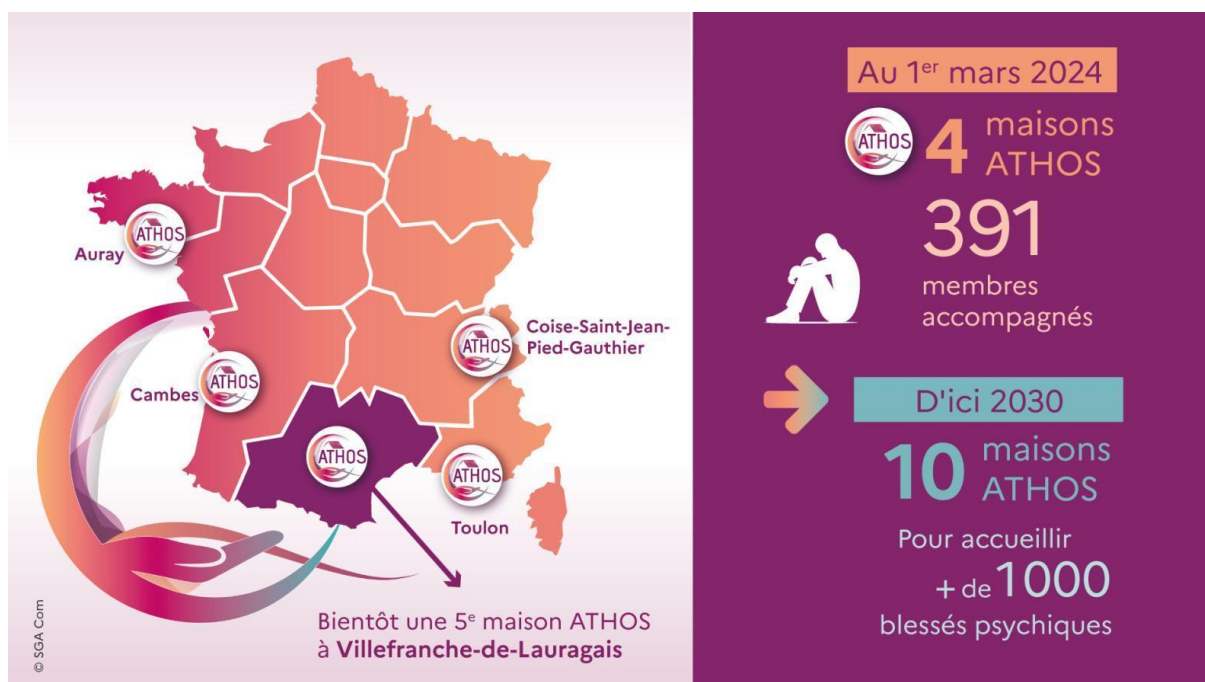 ATHOS
Auray
ATHOS
Cambes
ATHOS
Coise-Saint-Jean-
Pied-Gauthier
ATHOS
ATHOS
Toulon
Bientôt une 5e maison ATHOS
à Villefranche-de-Lauragais
© SGA Com
Au 1er mars 2024
ATHOS
4 maisons
ATHOS
391
membres
accompagnés
D'ici 2030
10 maisons
ATHOS
Pour accueillir
+ de 1000
blessés psychiques